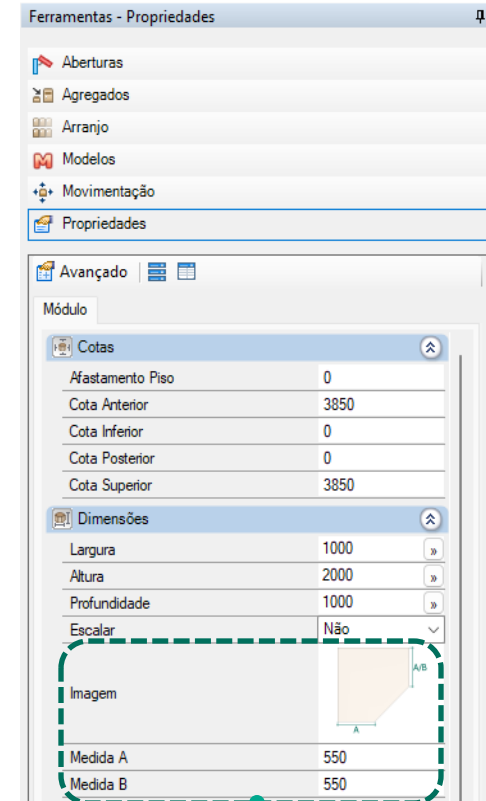 Ferramentas - Propriedades
Aberturas
Agregados
Arranjo
Modelos
Movimentação
Propriedades
Avançado
Módulo
Cotas
Afastamento Piso 0
Cota Anterior 3850
Cota Inferior 0
Cota Posterior 0
Cota Superior 3850
Dimensões
Largura 1000 »
Altura 2000 »
Profundidade 1000 »
Escalar Não
A/B
Imagem
A
Medida A 550
Medida B 550